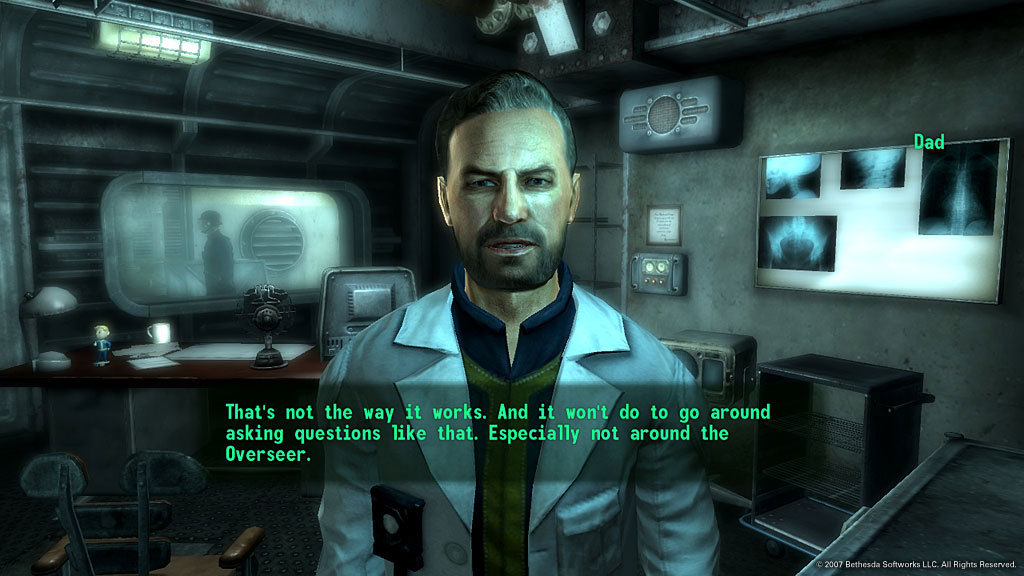 Dad
That's not the way it works. And it won't do to go around
asking questions like that. Especially not around the
Overseer.
© 2007 Bethesda Softworks LLC. All Rights Reserved.